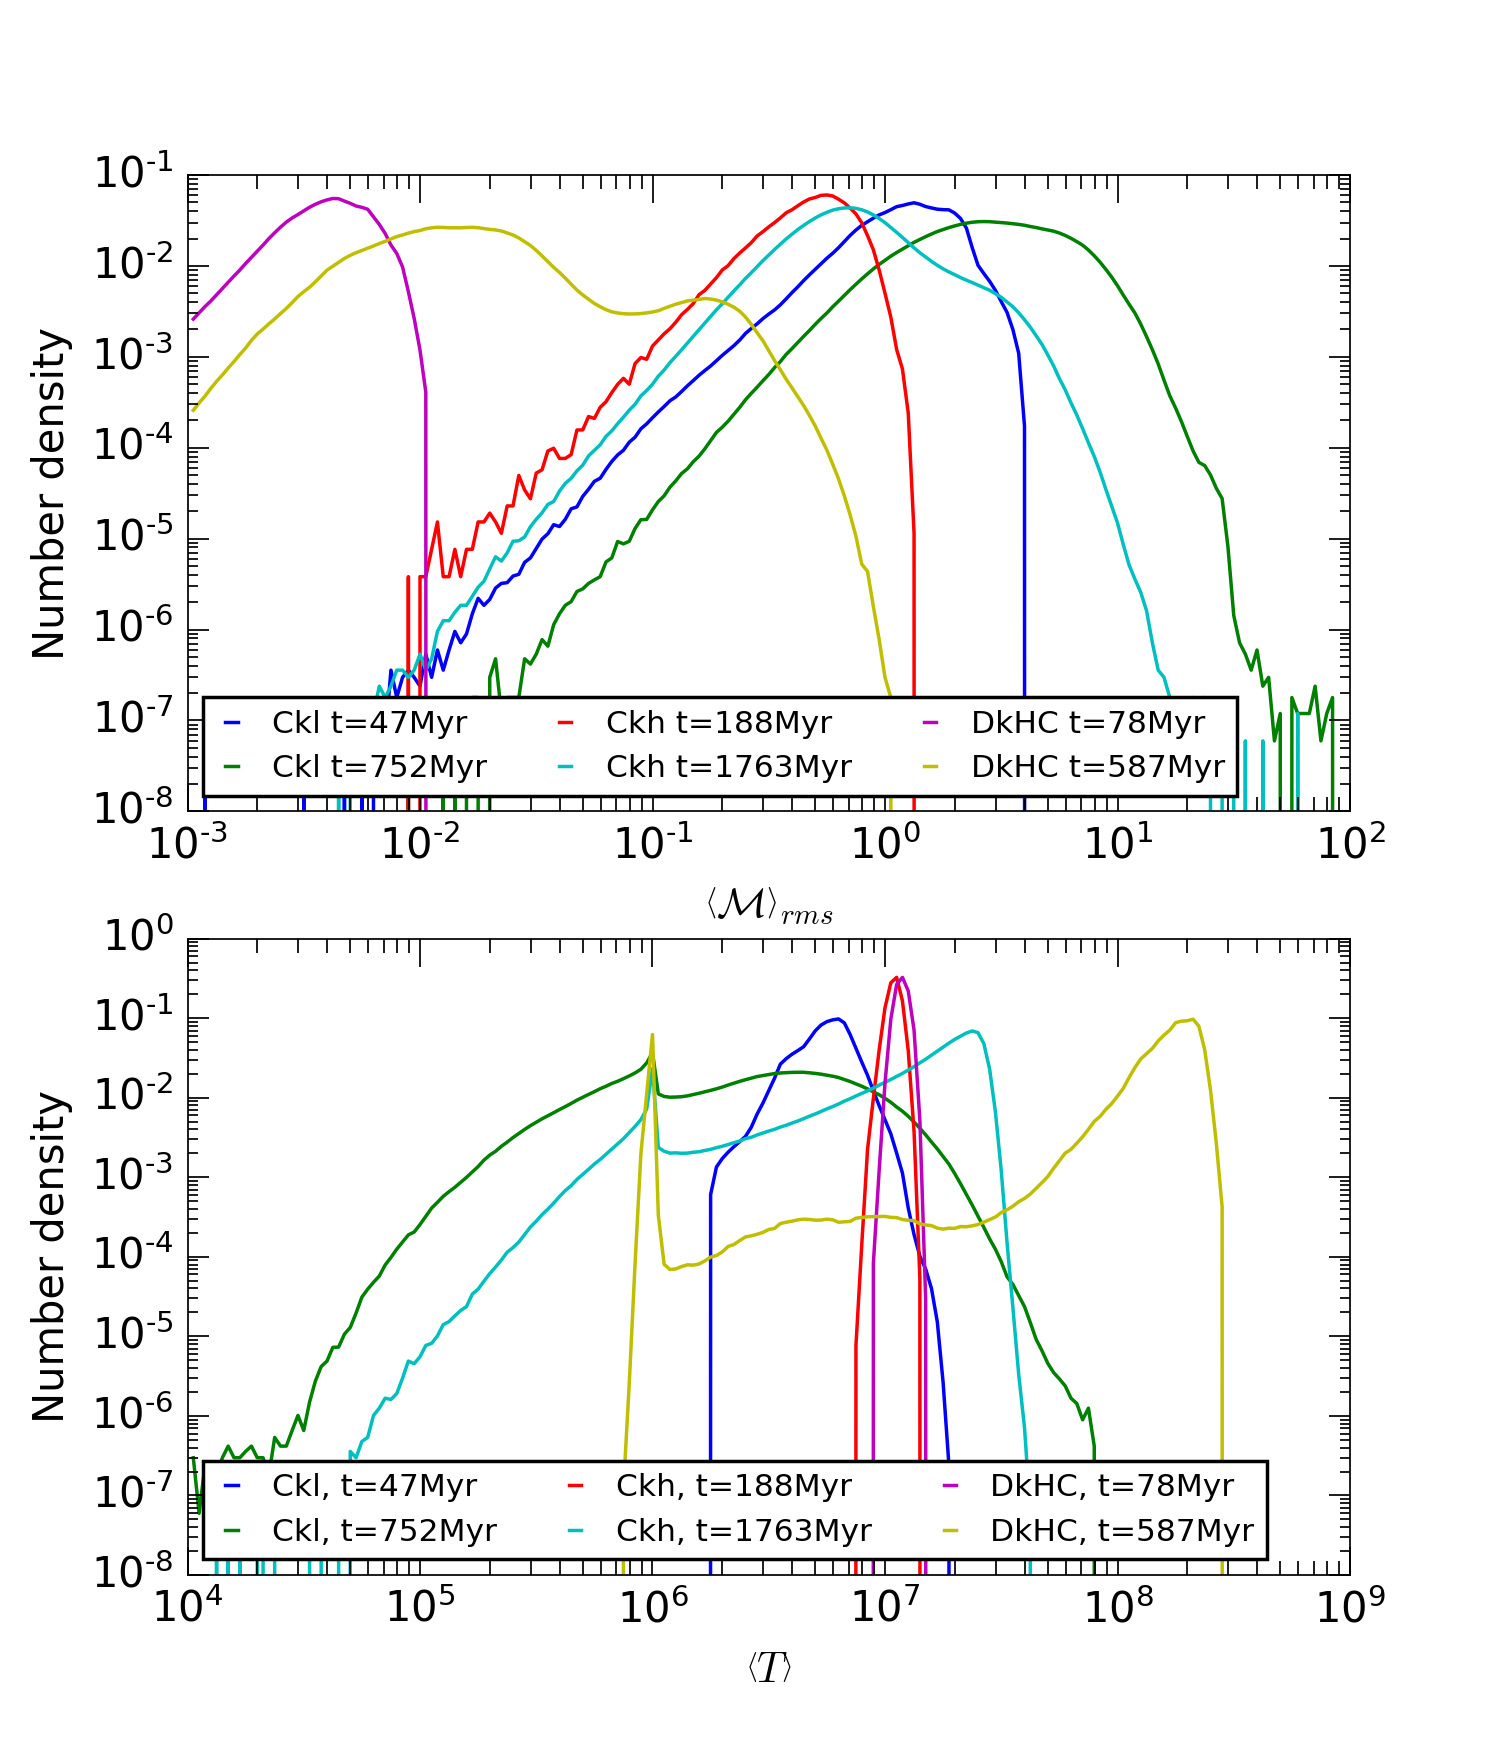 10^-1
10^-2
10^-3
10^-4
10^-5
10^-6
10^-7
10^-8
Number density
Ckl t=47Myr Ckh t=188Myr DkHC t=78Myr
Ckl t=752Myr Ckh t=1763Myr DkHC t=587Myr
10^-3 10^-2 10^-1 10^0 10^1 10^2
⟨ℳ⟩_rms
10^0
10^-1
10^-2
10^-3
10^-4
10^-5
10^-6
10^-7
10^-8
Number density
Ckl, t=47Myr Ckh, t=188Myr DkHC, t=78Myr
Ckl, t=752Myr Ckh, t=1763Myr DkHC, t=587Myr
10^4 10^5 10^6 10^7 10^8 10^9
⟨T⟩